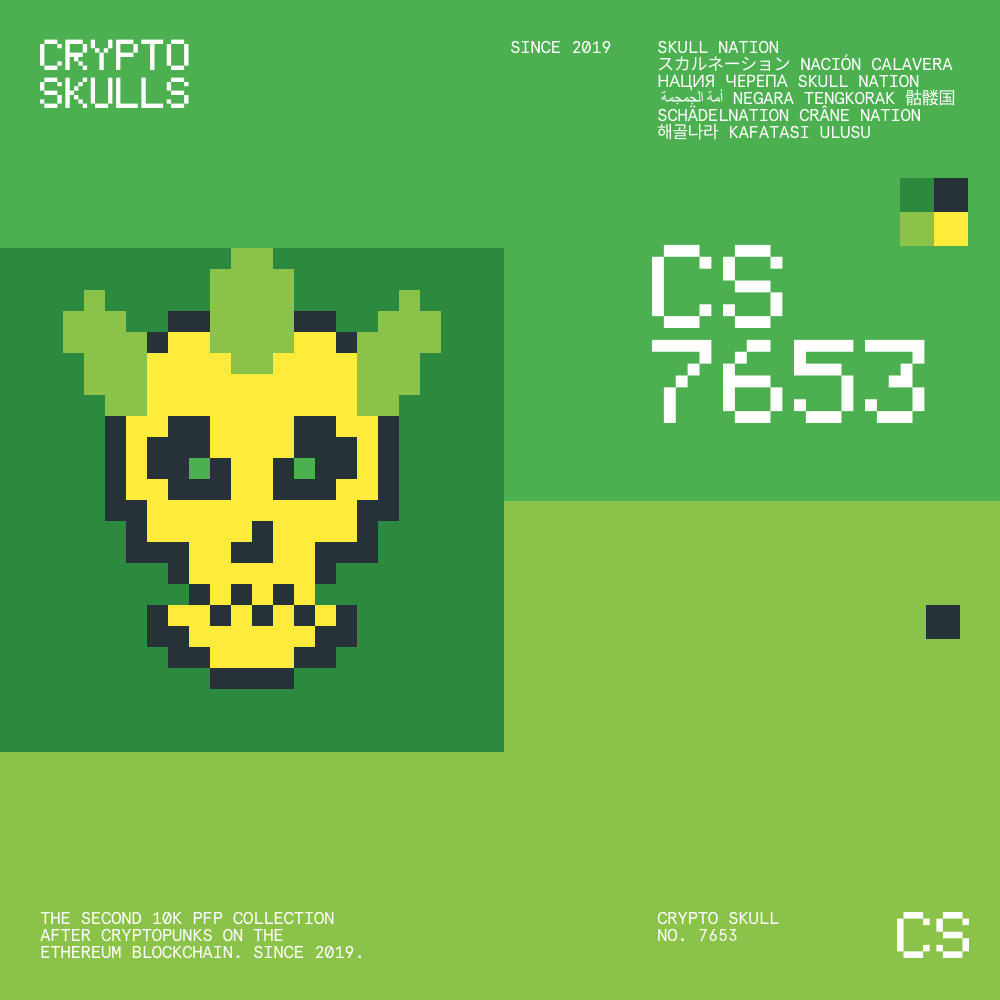 CRYPTO
SKULLS
SINCE 2019
SKULL NATION
スカルネーション NACIÓN CALAVERA
НАЦИЯ ЧЕРЕПА SKULL NATION
أمة الجمجمة NEGARA TENGKORAK 骷髅国
SCHÄDELNATION CRÂNE NATION
해골나라 KAFATASI ULUSU
CS
7653
THE SECOND 10K PFP COLLECTION
AFTER CRYPTOPUNKS ON THE
ETHEREUM BLOCKCHAIN. SINCE 2019.
CRYPTO SKULL
NO. 7653
CS